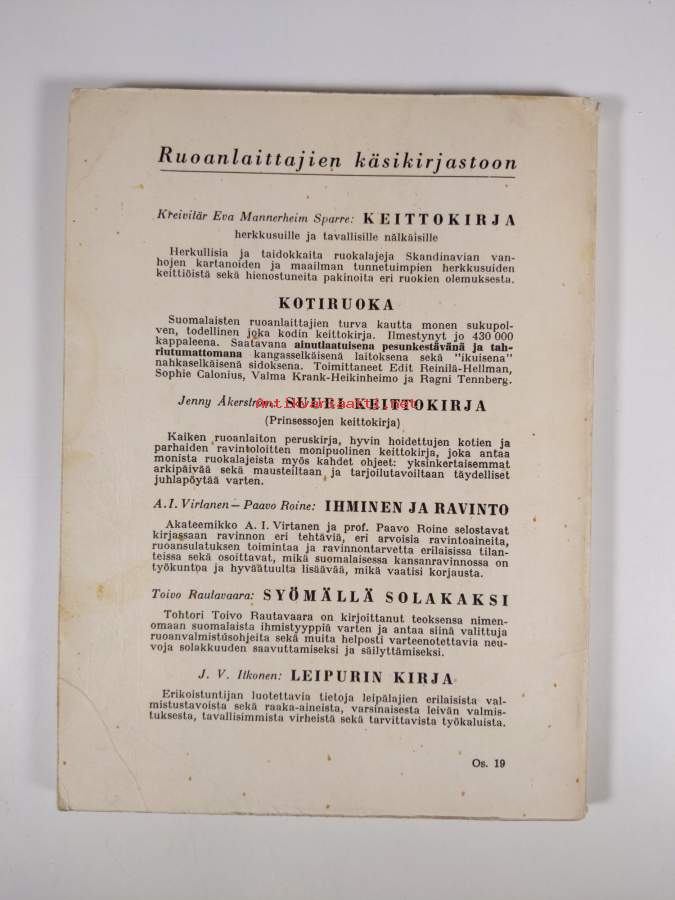 Ruoanlaittajien käsikirjastoon
Kreivitär Eva Mannerheim Sparre: KEITTOKIRJA
herkkusuille ja tavallisille nälkäisille
Herkullisia ja taidokkaita ruokalajeja Skandinavian van-
hojen kartanoiden ja maailman tunnetuimpien herkkusuiden
keittiöistä sekä hienostuneita pakinoita eri ruokien olemuksesta.
KOTIRUOKA
Suomalaisten ruoanlaittajien turva kautta monen sukupol-
ven, todellinen joka kodin keittokirja. Ilmestynyt jo 430 000
kappaleena. Saatavana ainutlaatuisena pesunkestävänä ja tah-
riutumattomana kangasselkäisenä laitoksena sekä "ikuisena"
nahkaselkäisenä sidoksena. Toimittaneet Edit Reinilä-Hellman,
Sophie Calonius, Valma Krank-Heikinheimo ja Ragni Tennberg.
Jenny Åkerström: SUURI KEITTOKIRJA
Antikvariaatti.net
(Prinsessojen keittokirja)
Kaiken ruoanlaiton peruskirja, hyvin hoidettujen kotien ja
parhaiden ravintoloitten monipuolinen keittokirja, joka antaa
monista ruokalajeista myös kahdet ohjeet: yksinkertaisemmat
arkipäivää sekä mausteiltaan ja tarjoilutavoiltaan täydelliset
juhlapöytää varten.
A. I. Virtanen — Paavo Roine: IHMINEN JA RAVINTO
Akateemikko A. I. Virtanen ja prof. Paavo Roine selostavat
kirjassaan ravinnon eri tehtäviä, eri arvoisia ravintoaineita,
ruoansulatuksen toimintaa ja ravinnontarvetta erilaisissa tilan-
teissa sekä osoittavat, mikä suomalaisessa kansanravinnossa on
työkuntoa ja hyväätuulta lisäävää, mikä vaatisi korjausta.
Toivo Rautavaara: SYÖMÄLLÄ SOLAKAKSI
Tohtori Toivo Rautavaara on kirjoittanut teoksensa nimen-
omaan suomalaista ihmistyyppiä varten ja antaa siinä valittuja
ruoanvalmistusohjeita sekä muita helposti varteenotettavia neu-
voja solakkuuden saavuttamiseksi ja säilyttämiseksi.
J. V. Itkonen: LEIPURIN KIRJA
Erikoistuntijan luotettavia tietoja leipälajien erilaisista val-
mistustavoista sekä raaka-aineista, varsinaisesta leivän valmis-
tuksesta, tavallisimmista virheistä sekä tarvittavista työkaluista.
Os. 19